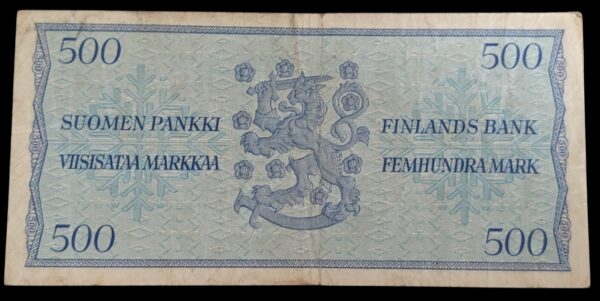 500 500
SUOMEN PANKKI FINLANDS BANK
VIISISATAA MARKKAA FEMHUNDRA MARK
500 500